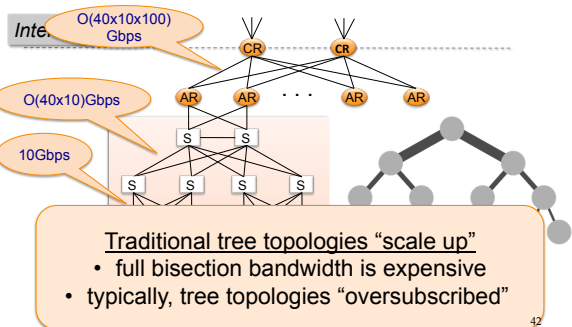 O(40x10x100)
Gbps
Inte
CR
CR
O(40x10)Gbps
AR
AR
. . .
AR
AR
S
S
10Gbps
S
S
S
S
Traditional tree topologies “scale up”
• full bisection bandwidth is expensive
• typically, tree topologies “oversubscribed”
42